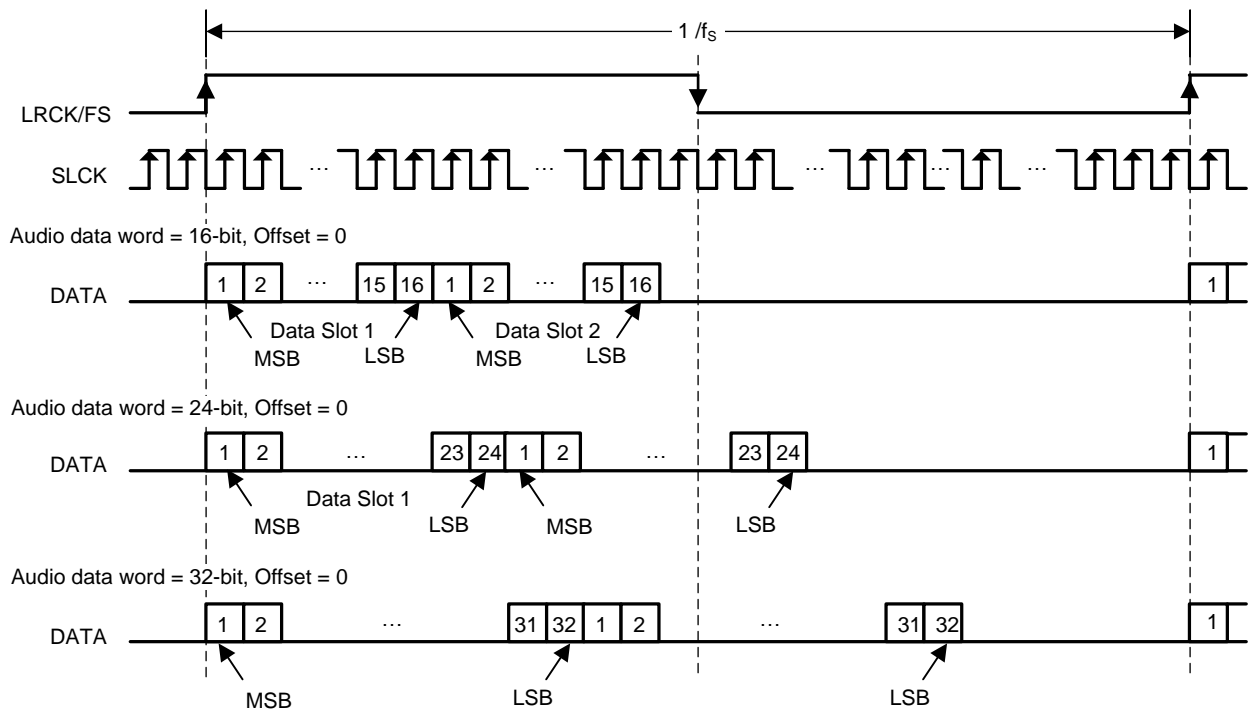 1 /fS
LRCK/FS
SLCK … … … … …
Audio data word = 16-bit, Offset = 0
DATA 1 2 … 15 16 1 2 … 15 16 1
Data Slot 1 Data Slot 2
MSB LSB MSB LSB
Audio data word = 24-bit, Offset = 0
DATA 1 2 … 23 24 1 2 … 23 24 1
Data Slot 1
MSB LSB MSB LSB
Audio data word = 32-bit, Offset = 0
DATA 1 2 … 31 32 1 2 … 31 32 1
MSB LSB LSB